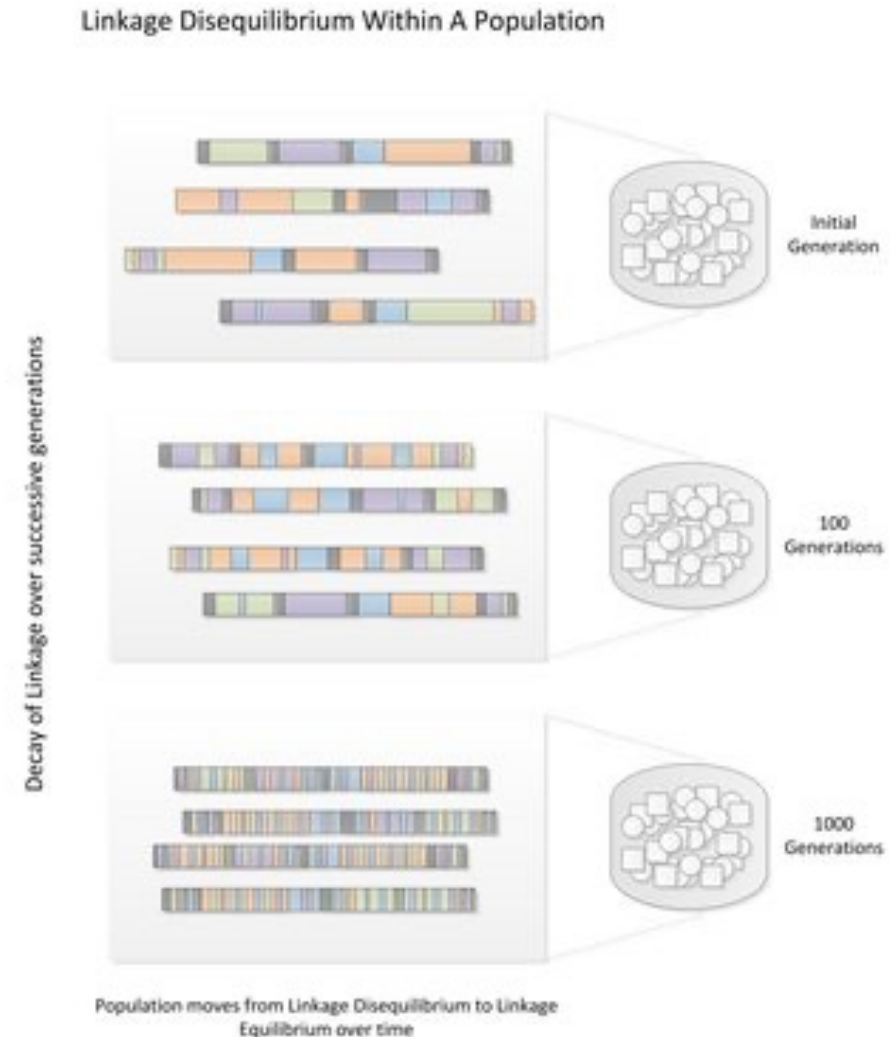 Linkage Disequilibrium Within A Population
Initial
Generation
Decay of Linkage over successive generations
100
Generations
1000
Generations
Population moves from Linkage Disequilibrium to Linkage
Equilibrium over time